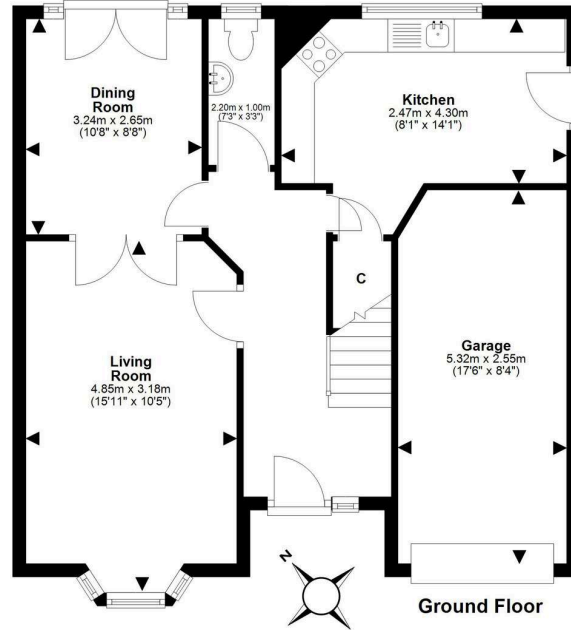 Dining
Room
3.24m x 2.65m
(10'8" x 8'8")
2.20m x 1.00m
(7'3" x 3'3")
Kitchen
2.47m x 4.30m
(8'1" x 14'1")
C
Living
Room
4.85m x 3.18m
(15'11" x 10'5")
Garage
5.32m x 2.55m
(17'6" x 8'4")
N
Ground Floor